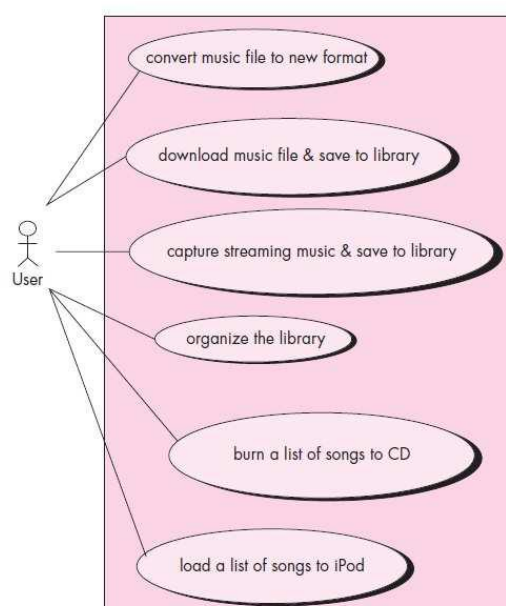 convert music file to new format
download music file & save to library
capture streaming music & save to library
User
organize the library
burn a list of songs to CD
load a list of songs to iPod